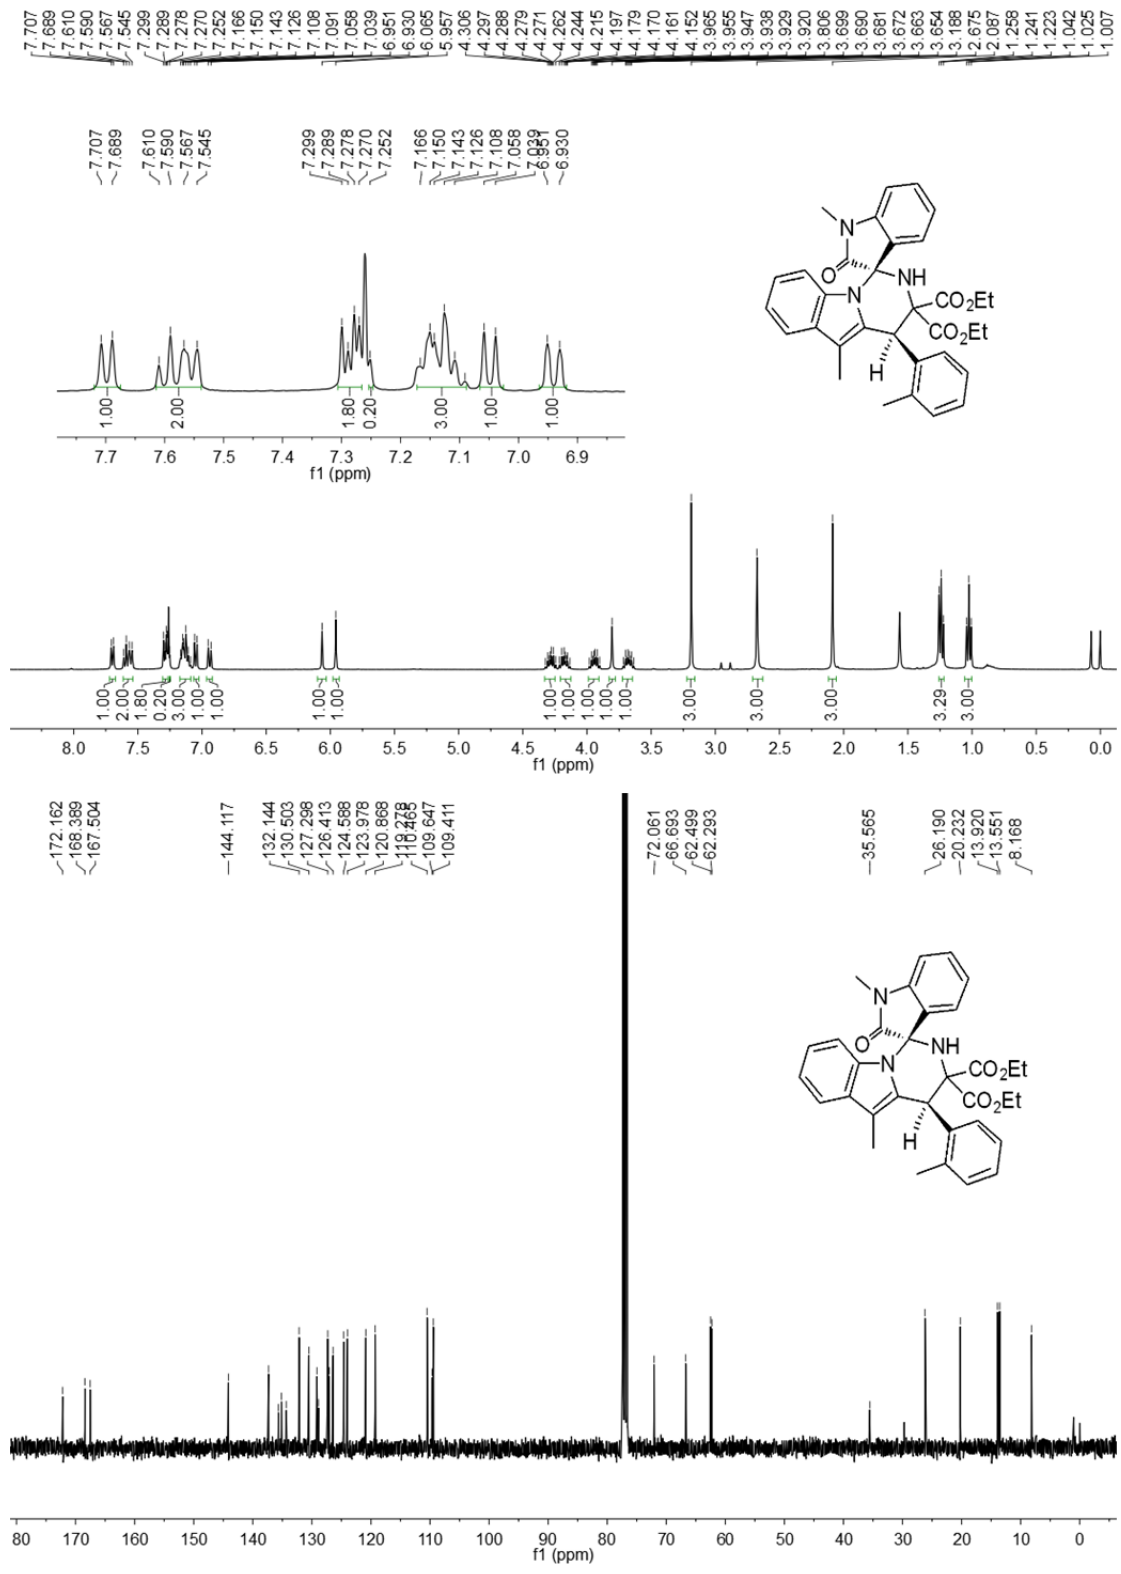 7.707 7.689 7.610 7.590 7.567 7.545 7.299 7.289 7.278 7.270 7.252 7.166 7.150 7.143 7.126 7.108 7.091 7.058 7.039 6.951 6.930 6.065 5.957 4.306 4.297 4.288 4.279 4.271 4.262 4.244 4.215 4.197 4.179 4.170 4.161 4.152 3.965 3.955 3.947 3.938 3.929 3.920 3.806 3.699 3.690 3.681 3.672 3.663 3.654 3.188 2.675 2.087 1.258 1.241 1.223 1.042 1.025 1.007
7.707 7.689 7.610 7.590 7.567 7.545 7.299 7.289 7.278 7.270 7.252 7.166 7.150 7.143 7.126 7.108 7.058 7.039 6.951 6.930
N
O
NH
N
CO2Et
CO2Et
H
1.00 2.00 1.80 0.20 3.00 1.00 1.00
7.7 7.6 7.5 7.4 7.3 7.2 7.1 7.0 6.9
f1 (ppm)
1.00 2.00 1.80 0.20 3.00 1.00 1.00 1.00 1.00 1.00 1.00 1.00 1.00 1.00 3.00 3.00 3.00 3.29 3.00
8.0 7.5 7.0 6.5 6.0 5.5 5.0 4.5 4.0 3.5 3.0 2.5 2.0 1.5 1.0 0.5 0.0
f1 (ppm)
172.162 168.389 167.504 144.117 132.144 130.503 127.298 126.413 124.588 123.978 120.868 119.278 110.465 109.647 109.411 72.061 66.693 62.499 62.293 35.565 26.190 20.232 13.920 13.551 8.168
N
O
NH
N
CO2Et
CO2Et
H
80 170 160 150 140 130 120 110 100 90 80 70 60 50 40 30 20 10 0
f1 (ppm)